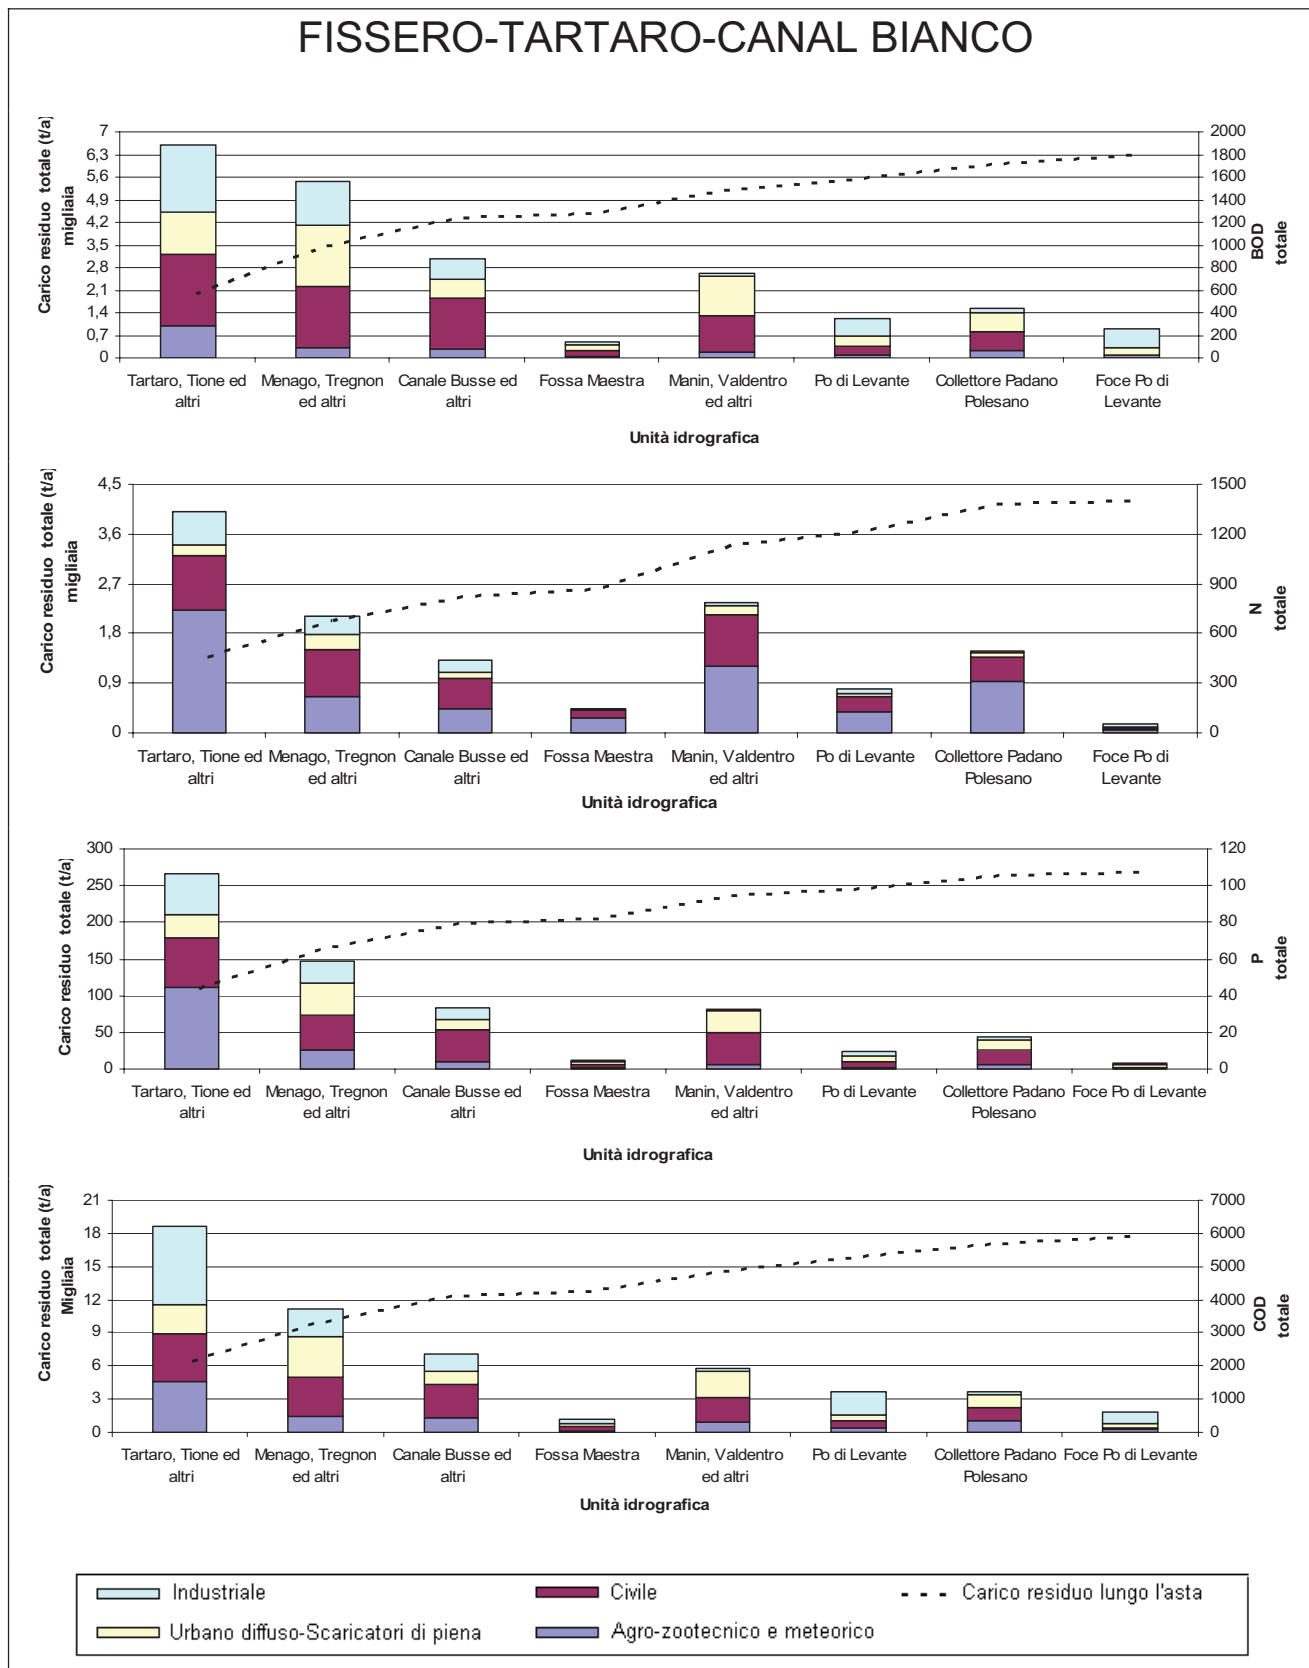 FISSERO-TARTARO-CANAL BIANCO
Carico residuo totale (t/a)
migliaia
7
6,3
5,6
4,9
4,2
3,5
2,8
2,1
1,4
0,7
0
2000
1800
1600
1400
1200
1000
800
600
400
200
0
BOD
totale
Tartaro, Tione ed altri
Menago, Tregnon ed altri
Canale Busse ed altri
Fossa Maestra
Manin, Valdentro ed altri
Po di Levante
Collettore Padano Polesano
Foce Po di Levante
Unità idrografica
Carico residuo totale (t/a)
migliaia
4,5
3,6
2,7
1,8
0,9
0
1500
1200
900
600
300
0
N
totale
Tartaro, Tione ed altri
Menago, Tregnon ed altri
Canale Busse ed altri
Fossa Maestra
Manin, Valdentro ed altri
Po di Levante
Collettore Padano Polesano
Foce Po di Levante
Unità idrografica
Carico residuo totale (t/a)
300
250
200
150
100
50
0
120
100
80
60
40
20
0
P
totale
Tartaro, Tione ed altri
Menago, Tregnon ed altri
Canale Busse ed altri
Fossa Maestra
Manin, Valdentro ed altri
Po di Levante
Collettore Padano Polesano
Foce Po di Levante
Unità idrografica
Carico residuo totale (t/a)
Migliaia
21
18
15
12
9
6
3
0
7000
6000
5000
4000
3000
2000
1000
0
COD
totale
Tartaro, Tione ed altri
Menago, Tregnon ed altri
Canale Busse ed altri
Fossa Maestra
Manin, Valdentro ed altri
Po di Levante
Collettore Padano Polesano
Foce Po di Levante
Unità idrografica
Industriale
Civile
Carico residuo lungo l'asta
Urbano diffuso-Scaricatori di piena
Agro-zootecnico e meteorico